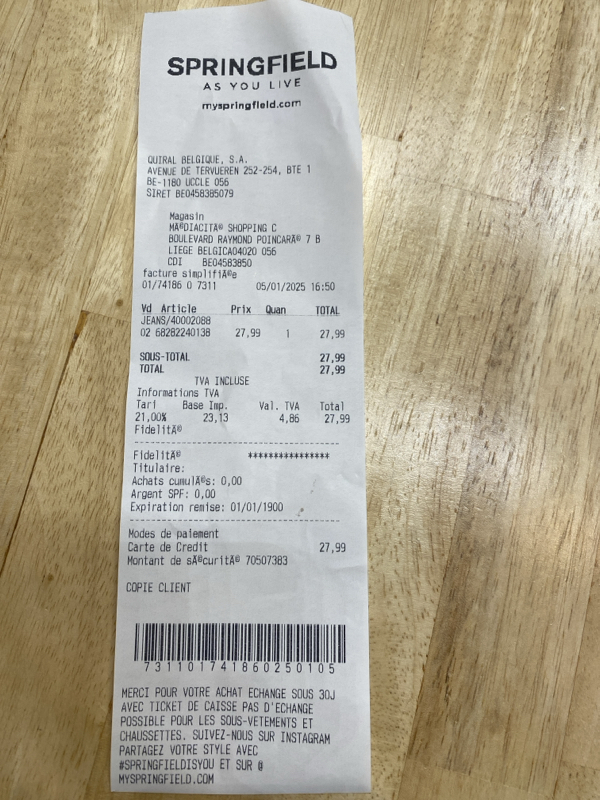 SPRINGFIELD
AS YOU LIVE
myspringfield.com
QUIRAL BELGIQUE, S.A.
AVENUE DE TERVUEREN 252-254, BTE 1
BE-1180 UCCLE 056
SIRET BE0458385079
Magasin
MÃ®DIACITÃ® SHOPPING C
BOULEVARD RAYMOND POINCARÃ® 7 B
LIEGE BELGICA04020 056
CDI BE04583850
facture simplifiÃ®e
01/74186 0 7311 05/01/2025 16:50
Vd Article Prix Quan TOTAL
JEANS/40002088
02 68282240138 27,99 1 27,99
SOUS-TOTAL 27,99
TOTAL 27,99
TVA INCLUSE
Informations TVA
Tari Base Imp. Val. TVA Total
21,00% 23,13 4,86 27,99
FidelitÃ®
--------------------------------
FidelitÃ® ****************
Titulaire:
Achats cumulÃ®s: 0,00
Argent SPF: 0,00
Expiration remise: 01/01/1900
--------------------------------
Modes de paiement
Carte de Credit 27,99
Montant de sÃ®curitÃ® 70507383
COPIE CLIENT
731101741860250105
MERCI POUR VOTRE ACHAT ECHANGE SOUS 30J
AVEC TICKET DE CAISSE PAS D'ECHANGE
POSSIBLE POUR LES SOUS-VETEMENTS ET
CHAUSSETTES. SUIVEZ-NOUS SUR INSTAGRAM
PARTAGEZ VOTRE STYLE AVEC
#SPRINGFIELDISYOU ET SUR @
MYSPRINGFIELD.COM